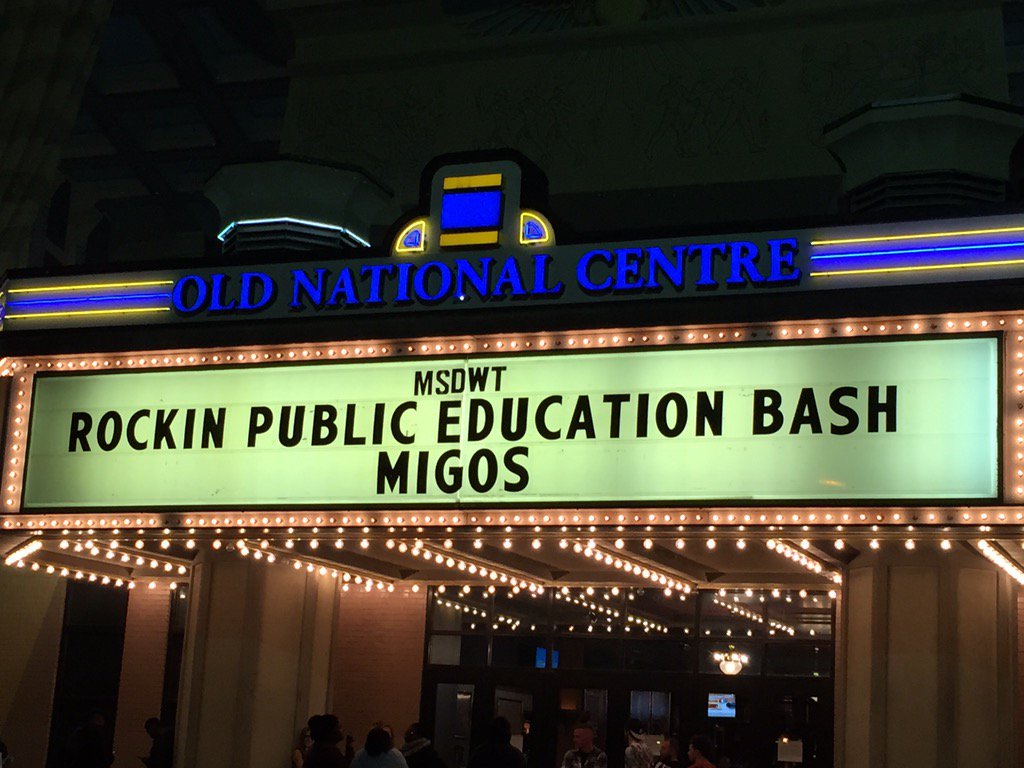 OLD NATIONAL CENTRE
MSDWT
ROCKIN PUBLIC EDUCATION BASH
MIGOS